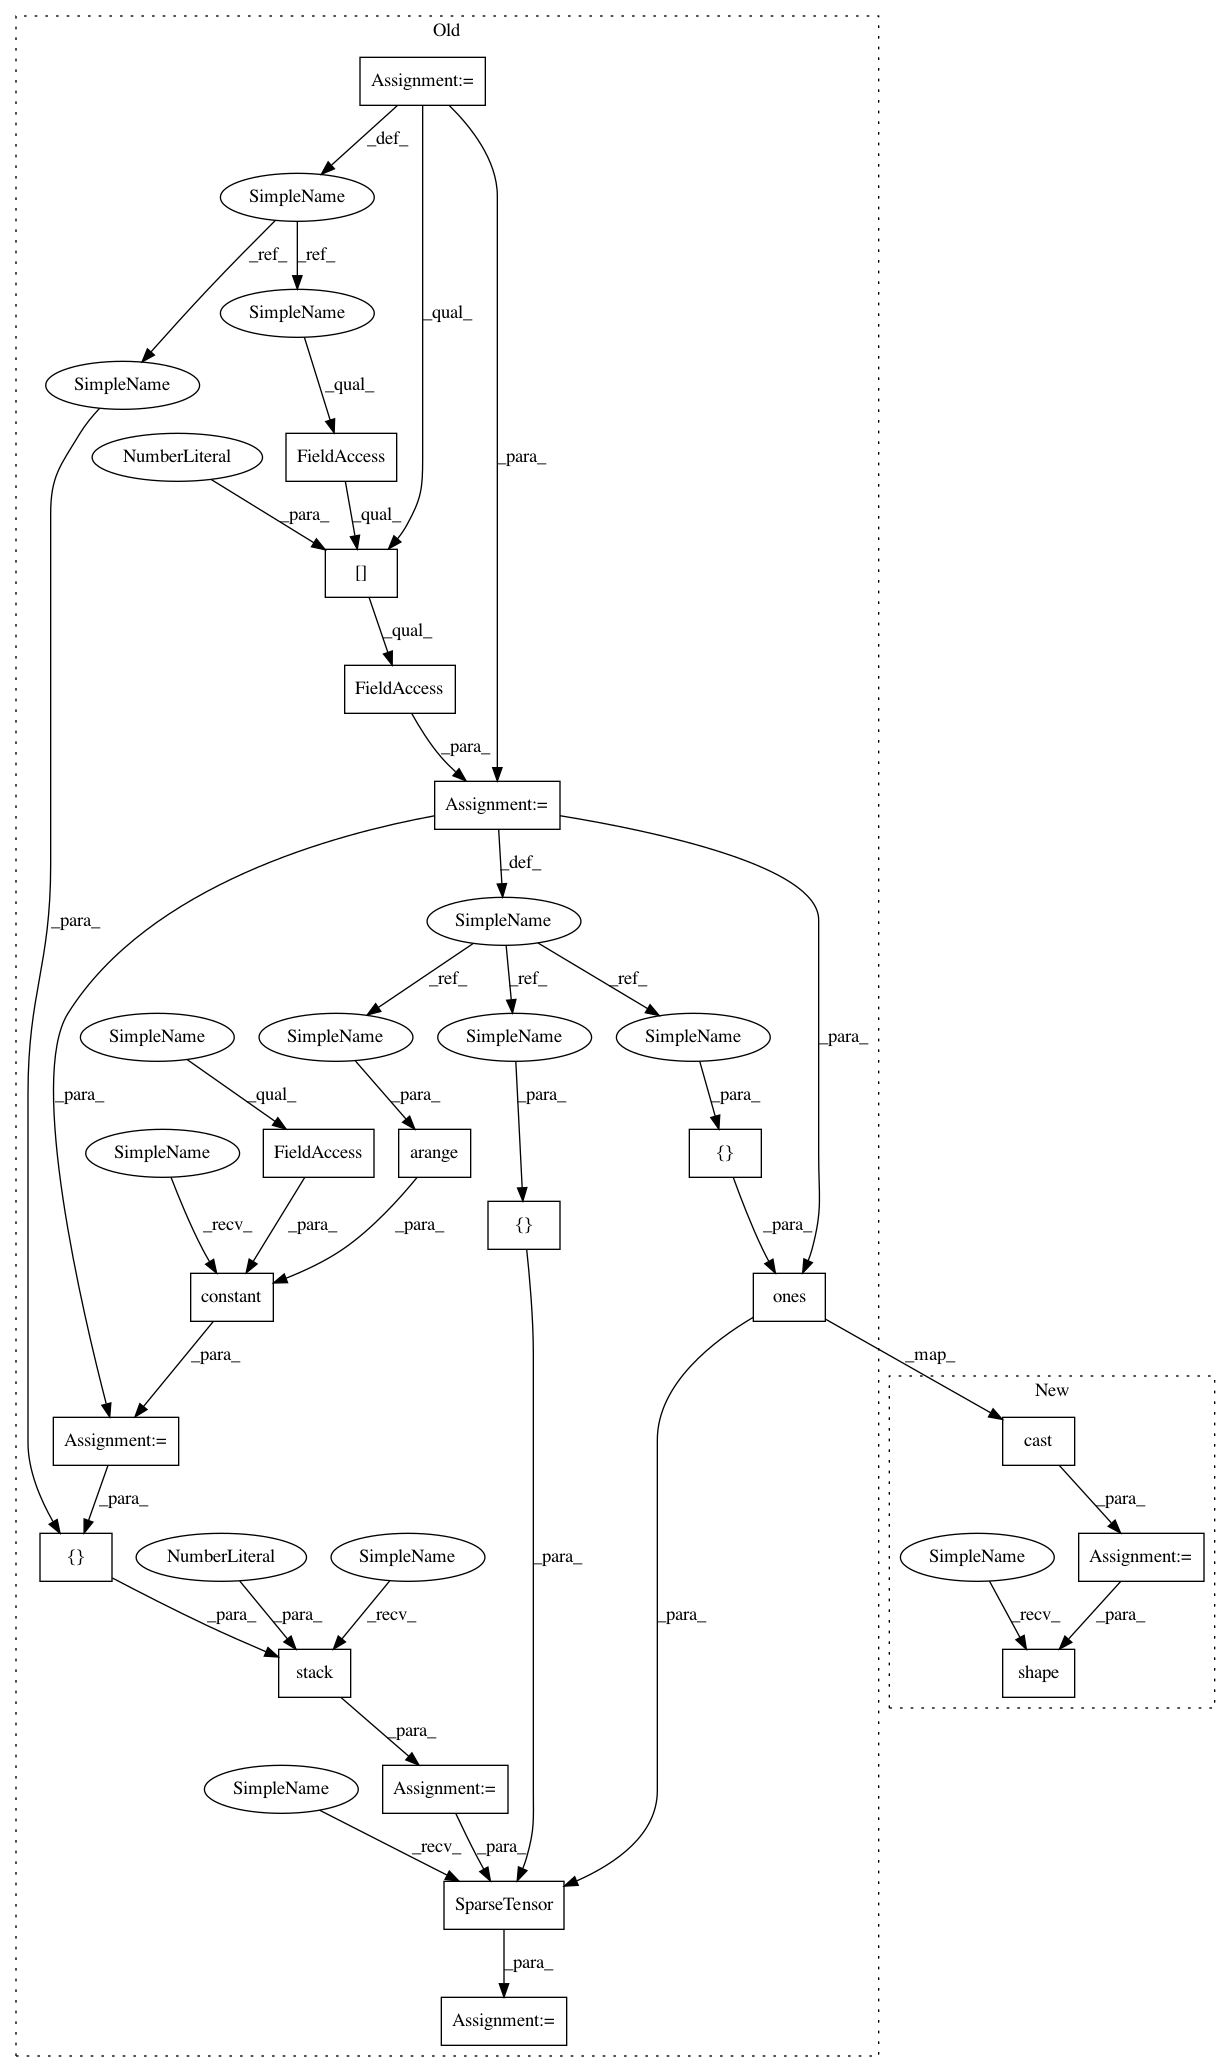 Old
Assignment:=
_def_
SimpleName
_ref_
_ref_
SimpleName
_qual_
SimpleName
_qual_
NumberLiteral
FieldAccess
_para_
_para_
_qual_
[]
_qual_
FieldAccess
_para_
Assignment:=
_def_
_para_
SimpleName
_ref_
_ref_
_ref_
SimpleName
SimpleName
SimpleName
SimpleName
_para_
_para_
_qual_
_para_
_para_
_para_
SimpleName
FieldAccess
arange
{}
{}
_recv_
_para_
_para_
_para_
constant
ones
_para_
_map_
New
Assignment:=
cast
_para_
_para_
{}
NumberLiteral
SimpleName
_para_
SimpleName
Assignment:=
_para_
_para_
_recv_
_para_
_recv_
_para_
stack
shape
_para_
SimpleName
Assignment:=
_recv_
_para_
SparseTensor
_para_
Assignment:=